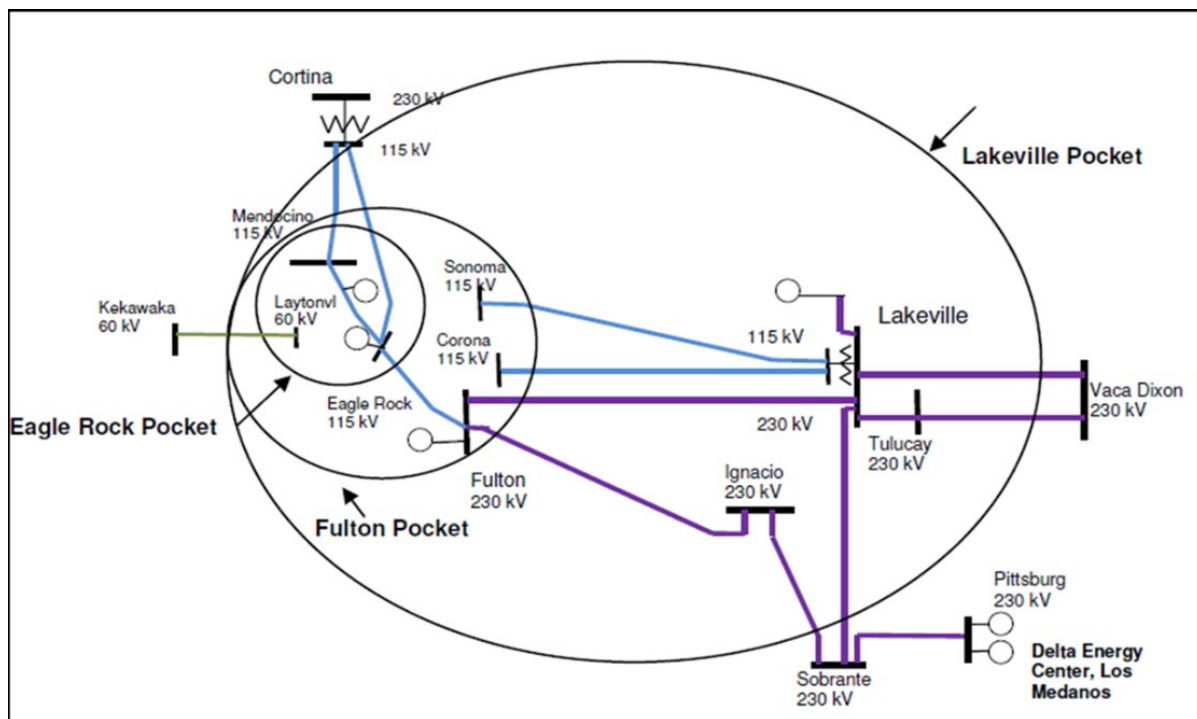 Cortina
230 kV
115 kV
Lakeville Pocket
Mendocino
115 kV
Sonoma
115 kV
Kekawaka
60 kV
Laytonvl
60 kV
Lakeville
115 kV
Corona
115 kV
Vaca Dixon
230 kV
Eagle Rock
115 kV
Eagle Rock Pocket
230 kV
Tulucay
230 kV
Fulton
230 kV
Ignacio
230 kV
Fulton Pocket
Pittsburg
230 kV
Delta Energy
Center, Los
Medanos
Sobrante
230 kV